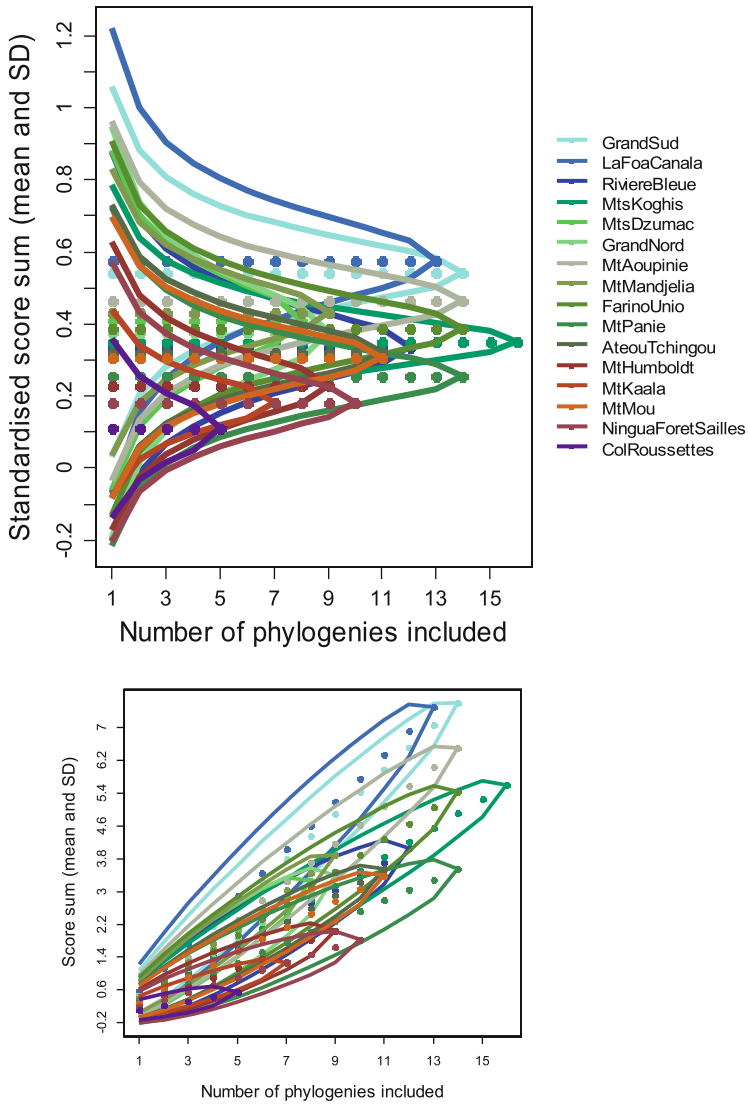 Standardised score sum (mean and SD)
1.2
1
0.8
0.6
0.4
0.2
0
-0.2
1 3 5 7 9 11 13 15
Number of phylogenies included
GrandSud
LaFoaCanala
RiviereBleue
MtsKoghis
MtsDzumac
GrandNord
MtAoupinie
MtMandjelia
FarinoUnio
MtPanie
AteouTchingou
MtHumboldt
MtKaala
MtMou
NinguaForetSailles
ColRoussettes
Score sum (mean and SD)
7
6.2
5.4
4.6
3.8
3
2.2
1.4
0.6
-0.2
1 3 5 7 9 11 13 15
Number of phylogenies included